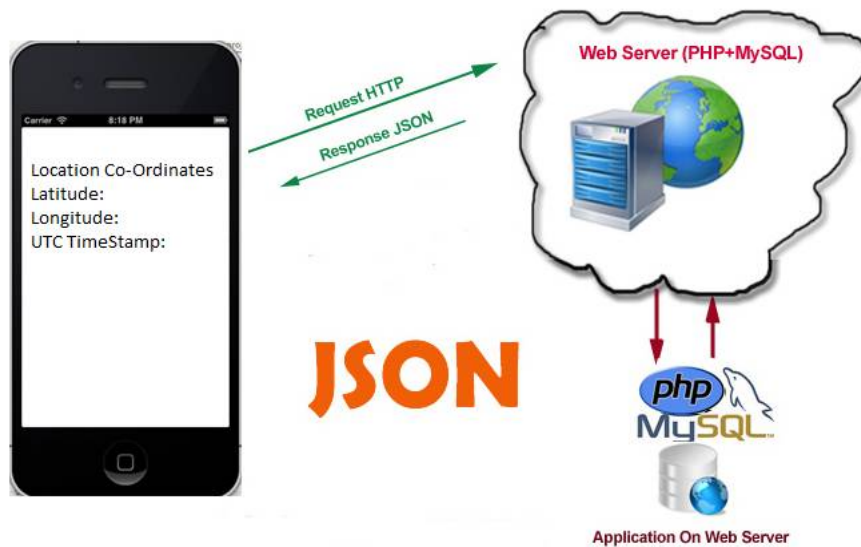 Web Server (PHP+MySQL)
Request HTTP
Response JSON
Carrier 8:18 PM
Location Co-Ordinates
Latitude:
Longitude:
UTC TimeStamp:
JSON
php
MySQL
Application On Web Server